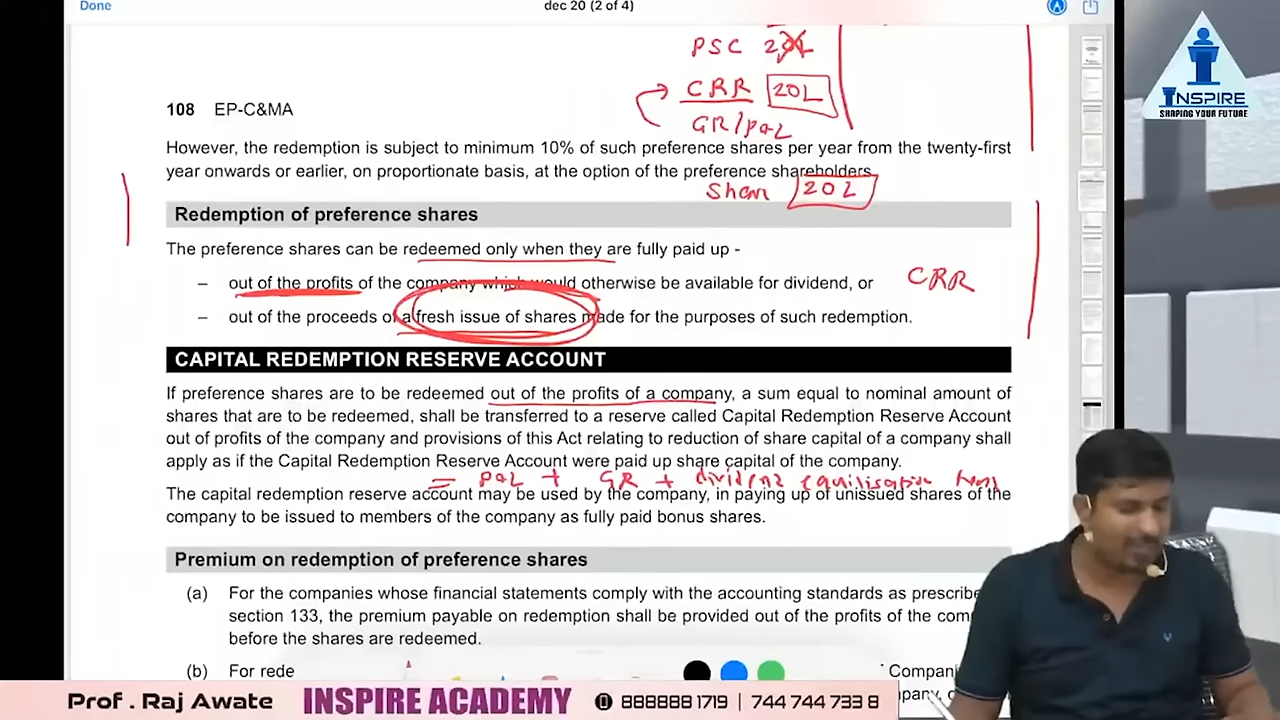 Done
dec 20 (2 of 4)
PSC 20L
CRR 20L
GR/P&L
108 EP-C&MA
However, the redemption is subject to minimum 10% of such preference shares per year from the twenty-first
year onwards or earlier, on proportionate basis, at the option of the preference shareholders.
Share 20L
Redemption of preference shares
The preference shares can be redeemed only when they are fully paid up -
– out of the profits of the company which would otherwise be available for dividend, or
CRR
– out of the proceeds of a fresh issue of shares made for the purposes of such redemption.
CAPITAL REDEMPTION RESERVE ACCOUNT
If preference shares are to be redeemed out of the profits of a company, a sum equal to nominal amount of
shares that are to be redeemed, shall be transferred to a reserve called Capital Redemption Reserve Account
out of profits of the company and provisions of this Act relating to reduction of share capital of a company shall
apply as if the Capital Redemption Reserve Account were paid up share capital of the company.
= P&L + GR + dividend equilisation
The capital redemption reserve account may be used by the company, in paying up of unissued shares of the
company to be issued to members of the company as fully paid bonus shares.
Premium on redemption of preference shares
(a) For the companies whose financial statements comply with the accounting standards as prescribe
section 133, the premium payable on redemption shall be provided out of the profits of the com
before the shares are redeemed.
(b) For rede Compani
pany,
INSPIRE
SHAPING YOUR FUTURE
Prof . Raj Awate INSPIRE ACADEMY 888888 1719 | 744 744 733 8